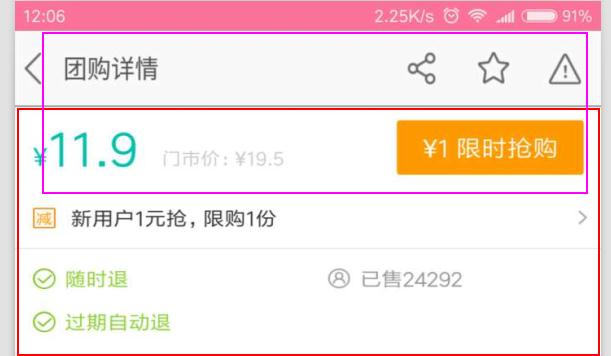 12:06 2.25K/s 91%
团购详情
¥11.9 门市价: ¥19.5 ¥1 限时抢购
减 新用户1元抢，限购1份
随时退 已售24292
过期自动退